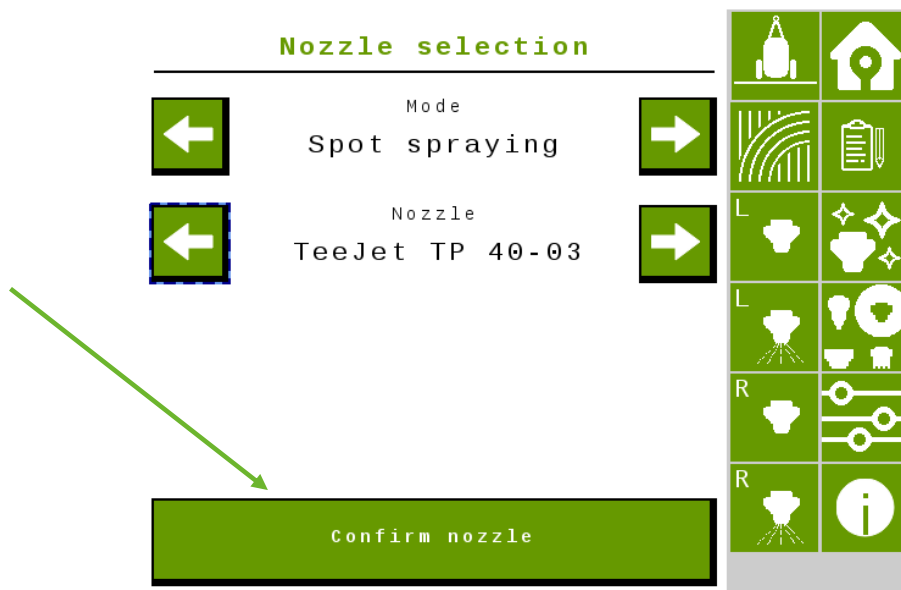 Nozzle selection
Mode
Spot spraying
Nozzle
TeeJet TP 40-03
Confirm nozzle
L
L
R
R
i